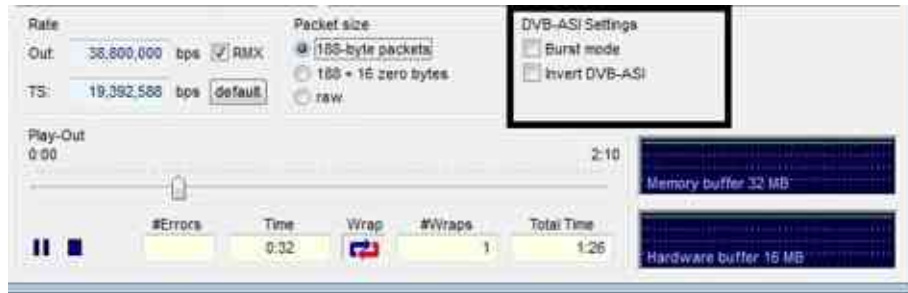 Rate
Out: 38,800,000 bps RMX
TS: 19,392,588 bps default
Packet size
188-byte packets
188 + 16 zero bytes
raw
DVB-ASI Settings
Burst mode
Invert DVB-ASI
Play-Out
0:00 2:10
#Errors Time Wrap #Wraps Total Time
0:32 1 1:26
Memory buffer 32 MB
Hardware buffer 16 MB